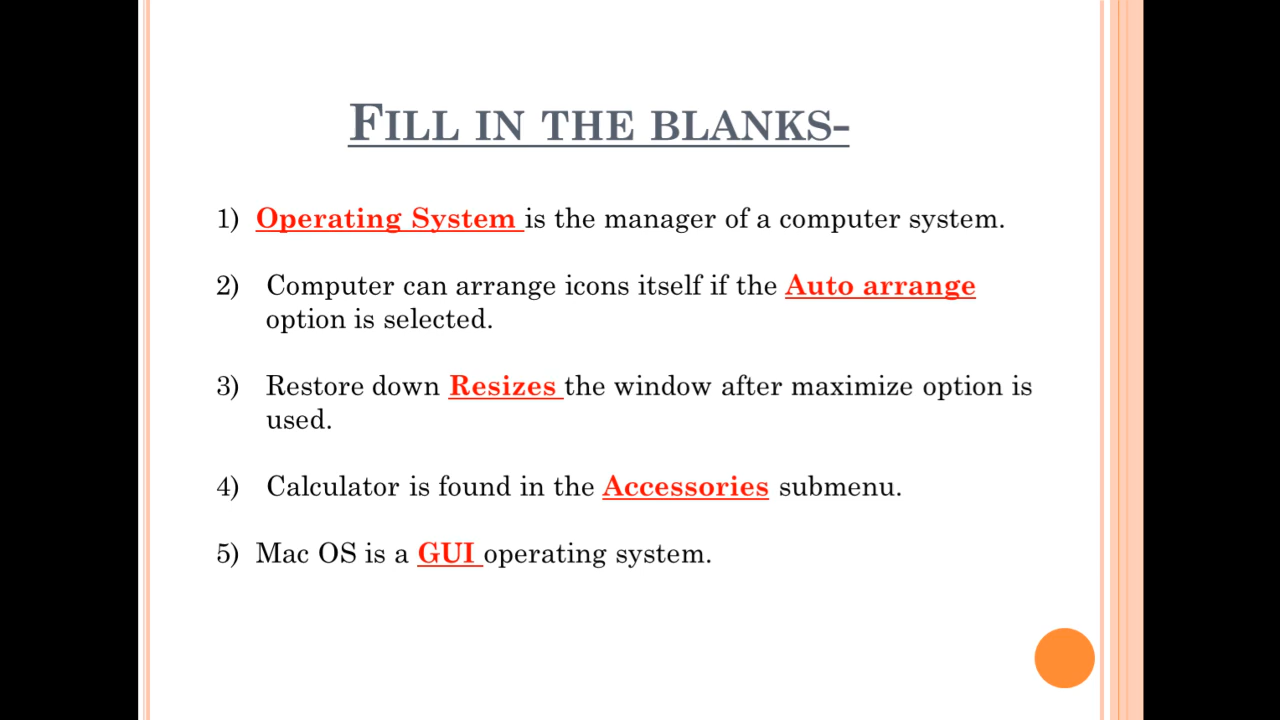 FILL IN THE BLANKS-
1) Operating System is the manager of a computer system.
2) Computer can arrange icons itself if the Auto arrange
option is selected.
3) Restore down Resizes the window after maximize option is
used.
4) Calculator is found in the Accessories submenu.
5) Mac OS is a GUI operating system.